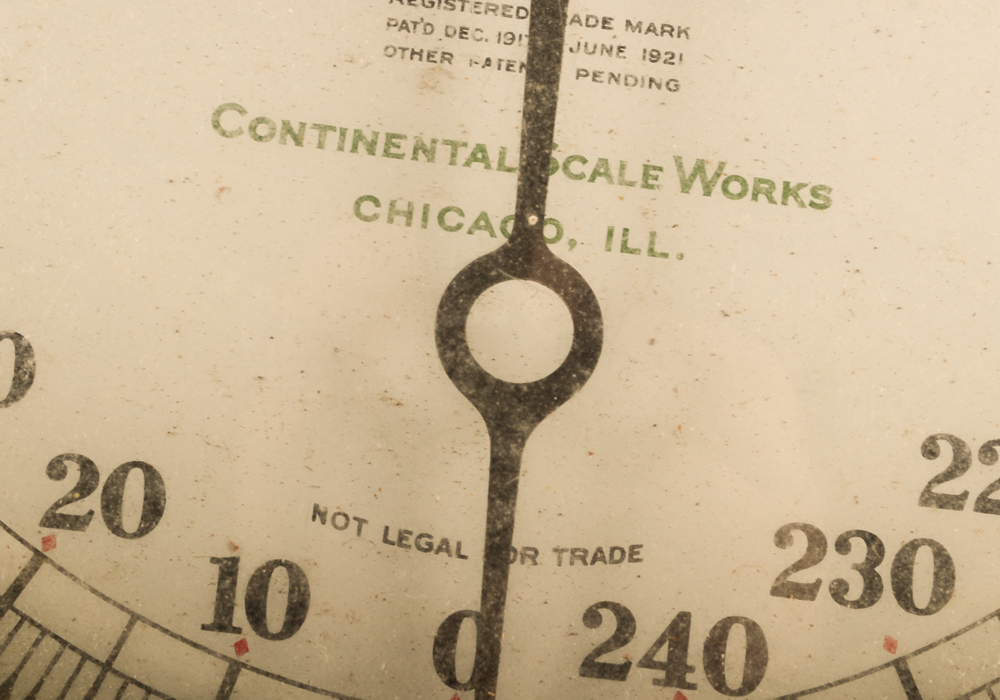 REGISTERED TRADE MARK
PAT'D DEC. 1917 JUNE 1921
OTHER PATENTS PENDING
CONTINENTAL SCALE WORKS
CHICAGO, ILL.
NOT LEGAL FOR TRADE
20
10
0
240
230